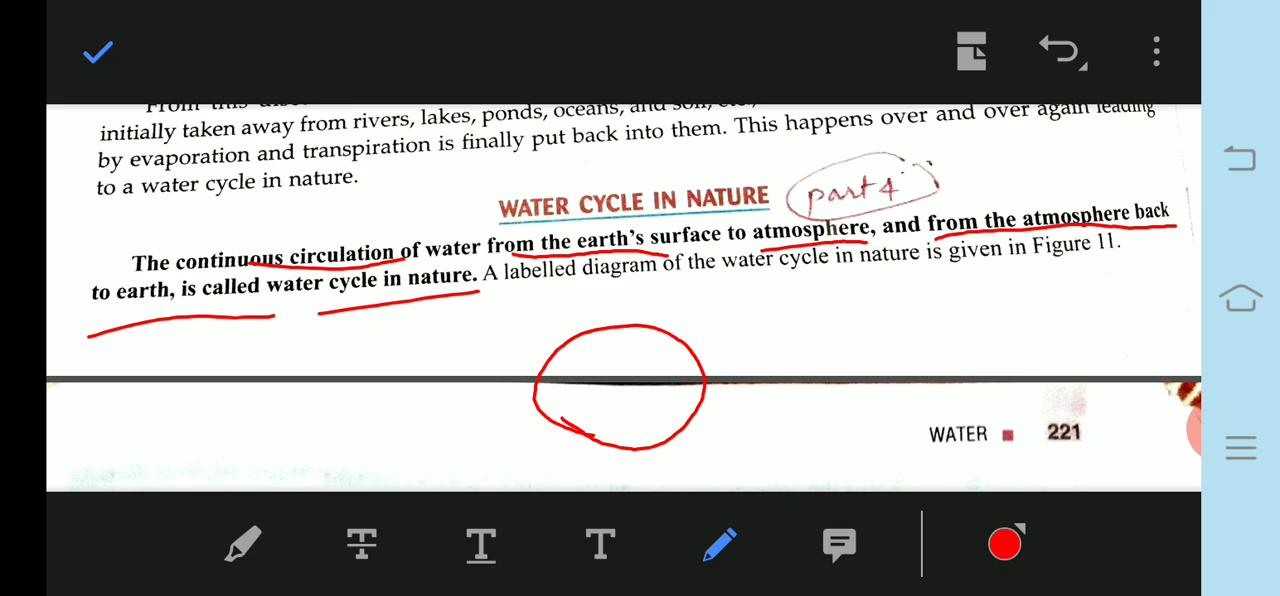 From this
initially taken away from rivers, lakes, ponds, oceans, and soil, etc.,
by evaporation and transpiration is finally put back into them. This happens over and over again leading
to a water cycle in nature.
WATER CYCLE IN NATURE part 4
The continuous circulation of water from the earth's surface to atmosphere, and from the atmosphere back
to earth, is called water cycle in nature. A labelled diagram of the water cycle in nature is given in Figure 11.
WATER ■ 221